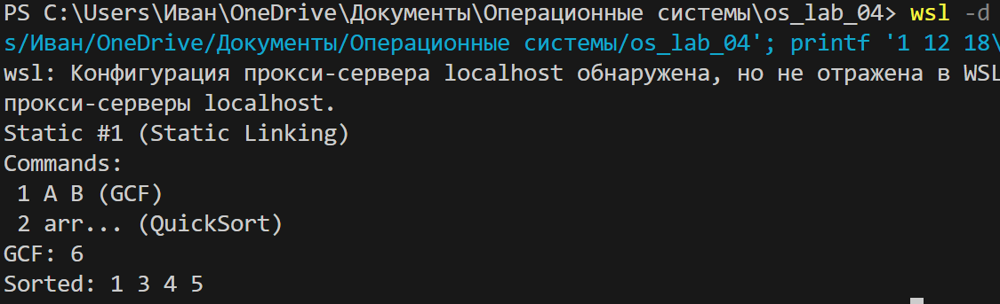 PS C:\Users\Иван\OneDrive\Документы\Операционные системы\os_lab_04> wsl -d
s/Иван/OneDrive/Документы/Операционные системы/os_lab_04'; printf '1 12 18\
wsl: Конфигурация прокси-сервера localhost обнаружена, но не отражена в WSL
прокси-серверы localhost.
Static #1 (Static Linking)
Commands:
 1 A B (GCF)
 2 arr... (QuickSort)
GCF: 6
Sorted: 1 3 4 5